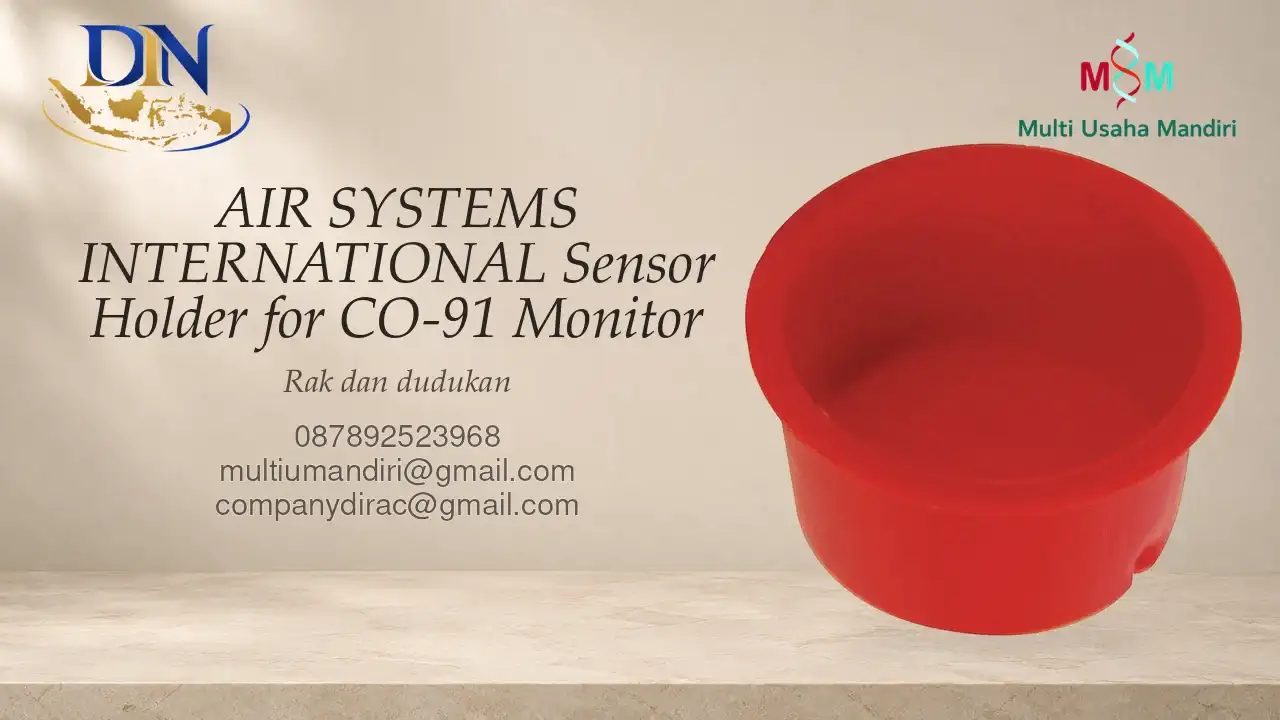 DN
MSM
Multi Usaha Mandiri
AIR SYSTEMS
INTERNATIONAL Sensor
Holder for CO-91 Monitor
Rak dan dudukan
087892523968
multiumandiri@gmail.com
companydirac@gmail.com